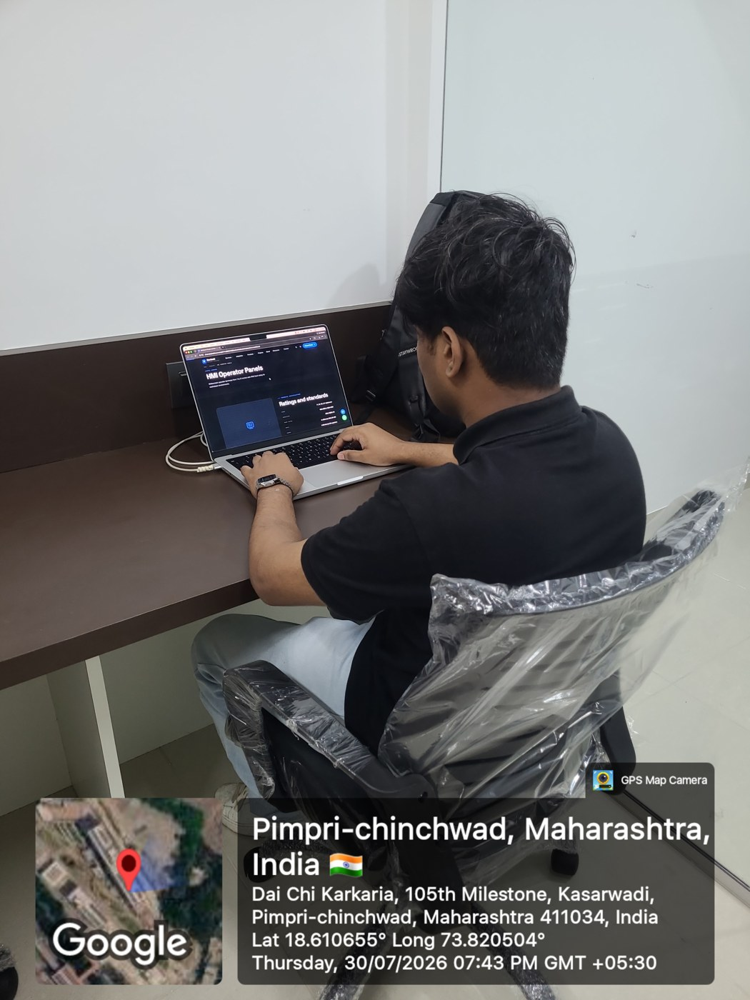 HMI Operator Panels
Ratings and standards
GPS Map Camera
Pimpri-chinchwad, Maharashtra,
India 🇮🇳
Dai Chi Karkaria, 105th Milestone, Kasarwadi,
Pimpri-chinchwad, Maharashtra 411034, India
Lat 18.610655° Long 73.820504°
Thursday, 30/07/2026 07:43 PM GMT +05:30
Google